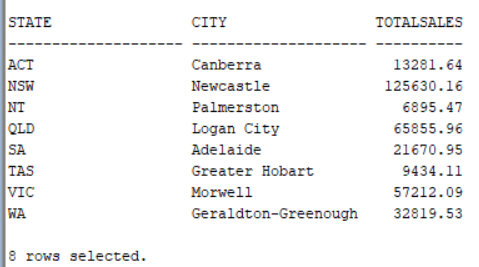 STATE CITY TOTALSALES
-------------------- -------------------- ----------
ACT Canberra 13281.64
NSW Newcastle 125630.16
NT Palmerston 6895.47
QLD Logan City 65855.96
SA Adelaide 21670.95
TAS Greater Hobart 9434.11
VIC Morwell 57212.09
WA Geraldton-Greenough 32819.53
8 rows selected.